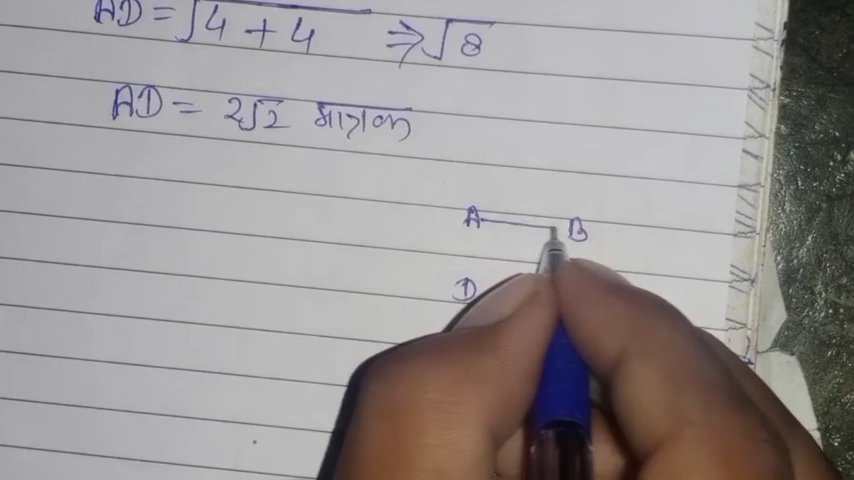 AD = √4 + 4 ⇒ √8
AD = 2√2 मात्रक
A B
D